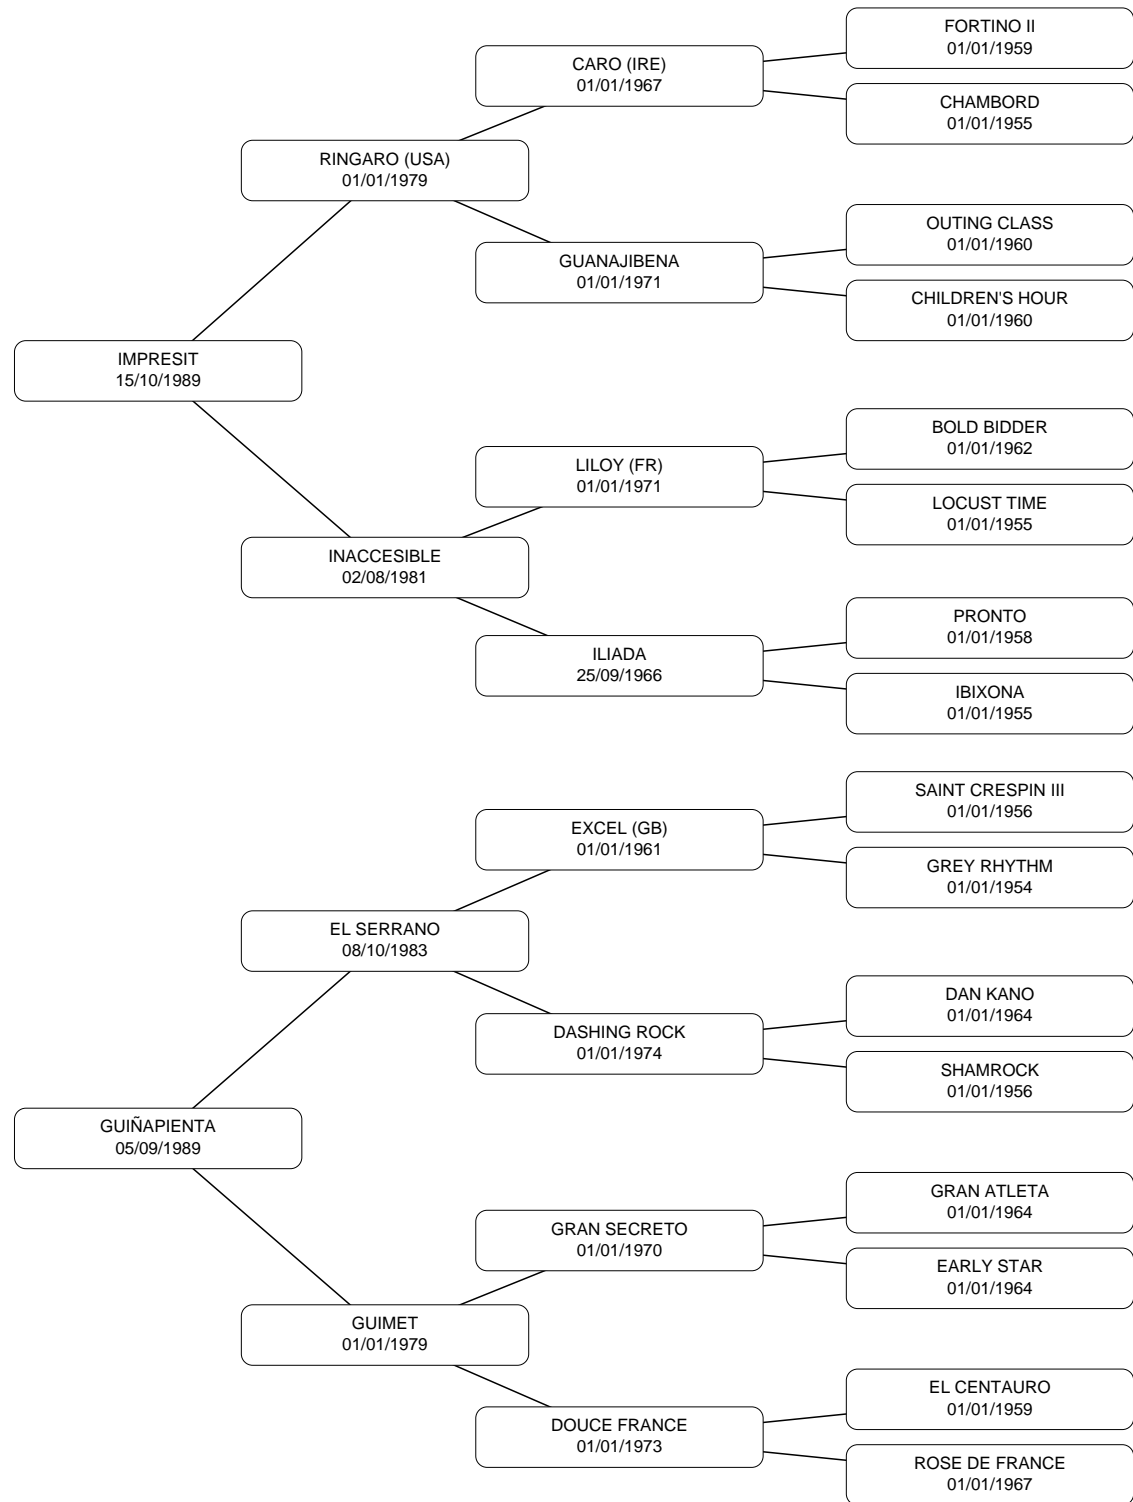 FORTINO II
01/01/1959
CARO (IRE)
01/01/1967
CHAMBORD
01/01/1955
RINGARO (USA)
01/01/1979
OUTING CLASS
01/01/1960
GUANAJIBENA
01/01/1971
CHILDREN'S HOUR
01/01/1960
IMPRESIT
15/10/1989
BOLD BIDDER
01/01/1962
LILOY (FR)
01/01/1971
LOCUST TIME
01/01/1955
INACCESIBLE
02/08/1981
PRONTO
01/01/1958
ILIADA
25/09/1966
IBIXONA
01/01/1955
SAINT CRESPIN III
01/01/1956
EXCEL (GB)
01/01/1961
GREY RHYTHM
01/01/1954
EL SERRANO
08/10/1983
DAN KANO
01/01/1964
DASHING ROCK
01/01/1974
SHAMROCK
01/01/1956
GUIÑAPIENTA
05/09/1989
GRAN ATLETA
01/01/1964
GRAN SECRETO
01/01/1970
EARLY STAR
01/01/1964
GUIMET
01/01/1979
EL CENTAURO
01/01/1959
DOUCE FRANCE
01/01/1973
ROSE DE FRANCE
01/01/1967